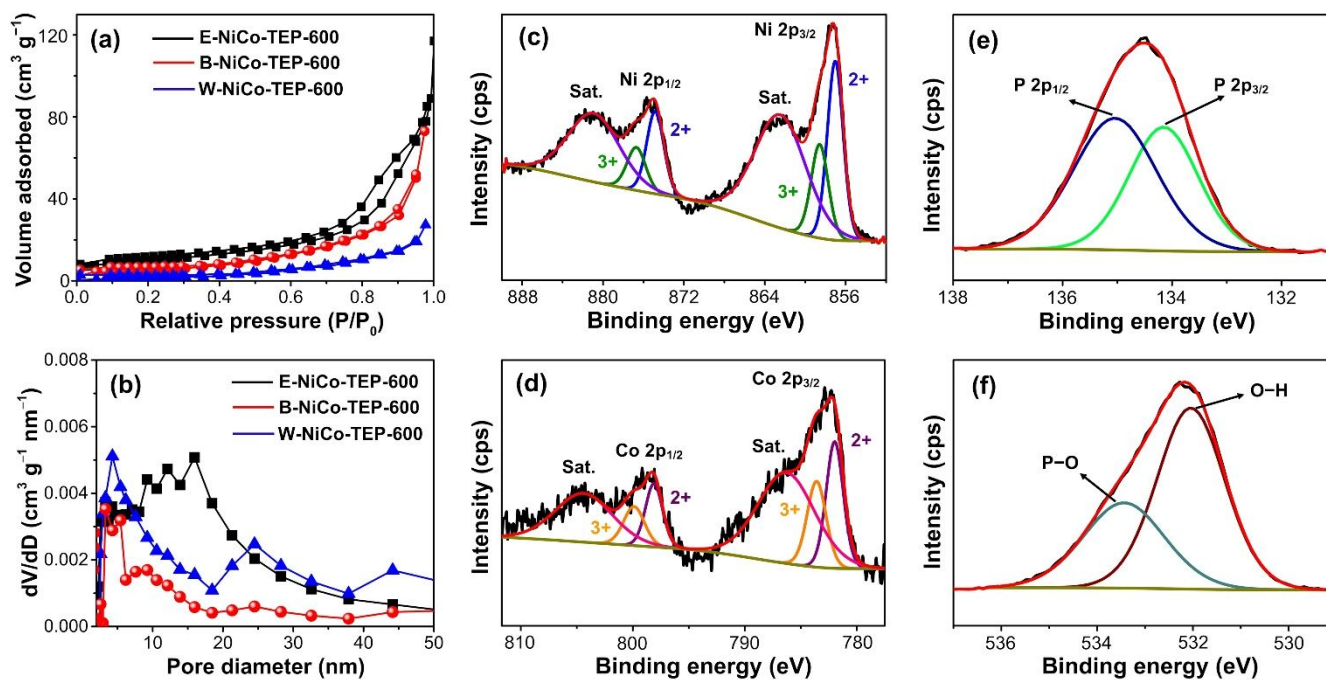 (a)
E-NiCo-TEP-600
B-NiCo-TEP-600
W-NiCo-TEP-600
Volume adsorbed (cm³ g⁻¹)
120
80
40
0
0.0 0.2 0.4 0.6 0.8 1.0
Relative pressure (P/P₀)
(b)
E-NiCo-TEP-600
B-NiCo-TEP-600
W-NiCo-TEP-600
dV/dD (cm³ g⁻¹ nm⁻¹)
0.008
0.006
0.004
0.002
0.000
10 20 30 40 50
Pore diameter (nm)
(c)
Ni 2p₃/₂
Ni 2p₁/₂
Sat.
Sat.
2+
2+
3+
3+
Intensity (cps)
888 880 872 864 856
Binding energy (eV)
(d)
Co 2p₃/₂
Co 2p₁/₂
Sat.
Sat.
2+
2+
3+
3+
Intensity (cps)
810 800 790 780
Binding energy (eV)
(e)
P 2p₁/₂
P 2p₃/₂
Intensity (cps)
138 136 134 132
Binding energy (eV)
(f)
O−H
P−O
Intensity (cps)
536 534 532 530
Binding energy (eV)